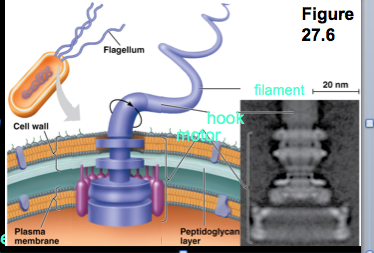 Figure
27.6
Flagellum
20 nm
filament
hook
motor
Cell wall
Plasma
membrane
Peptidoglycan
layer